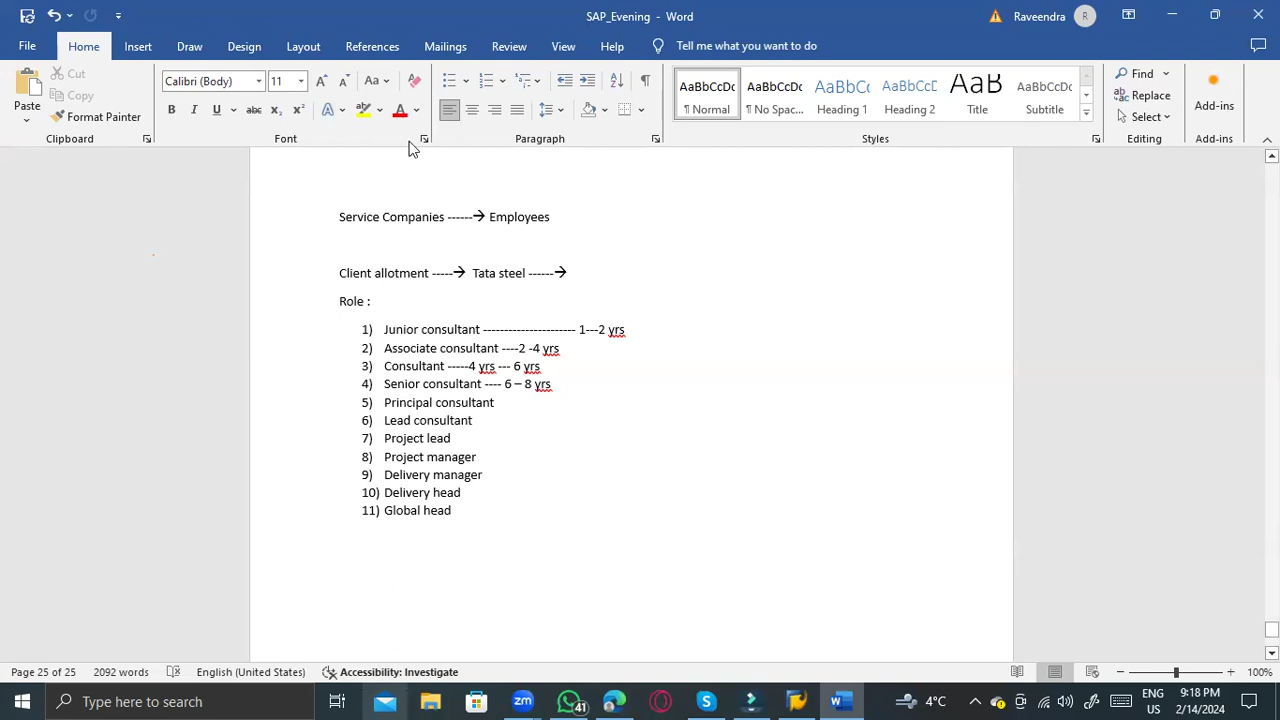 SAP_Evening - Word
Raveendra R
File Home Insert Draw Design Layout References Mailings Review View Help Tell me what you want to do
Paste
Cut
Copy
Format Painter
Clipboard
Calibri (Body) 11
Font
Paragraph
AaBbCcDc ¶ Normal
AaBbCcDc ¶ No Spac...
AaBbCc Heading 1
AaBbCcD Heading 2
AaB Title
AaBbCcD Subtitle
Styles
Find
Replace
Select
Editing
Add-ins
Add-ins
Service Companies ------→ Employees
Client allotment -----→ Tata steel ------→
Role :
1) Junior consultant ---------------------- 1---2 yrs
2) Associate consultant ----2 -4 yrs
3) Consultant -----4 yrs --- 6 yrs
4) Senior consultant ---- 6 – 8 yrs
5) Principal consultant
6) Lead consultant
7) Project lead
8) Project manager
9) Delivery manager
10) Delivery head
11) Global head
Page 25 of 25 2092 words English (United States) Accessibility: Investigate 100%
Type here to search
zm
41
4°C
ENG
US
9:18 PM
2/14/2024